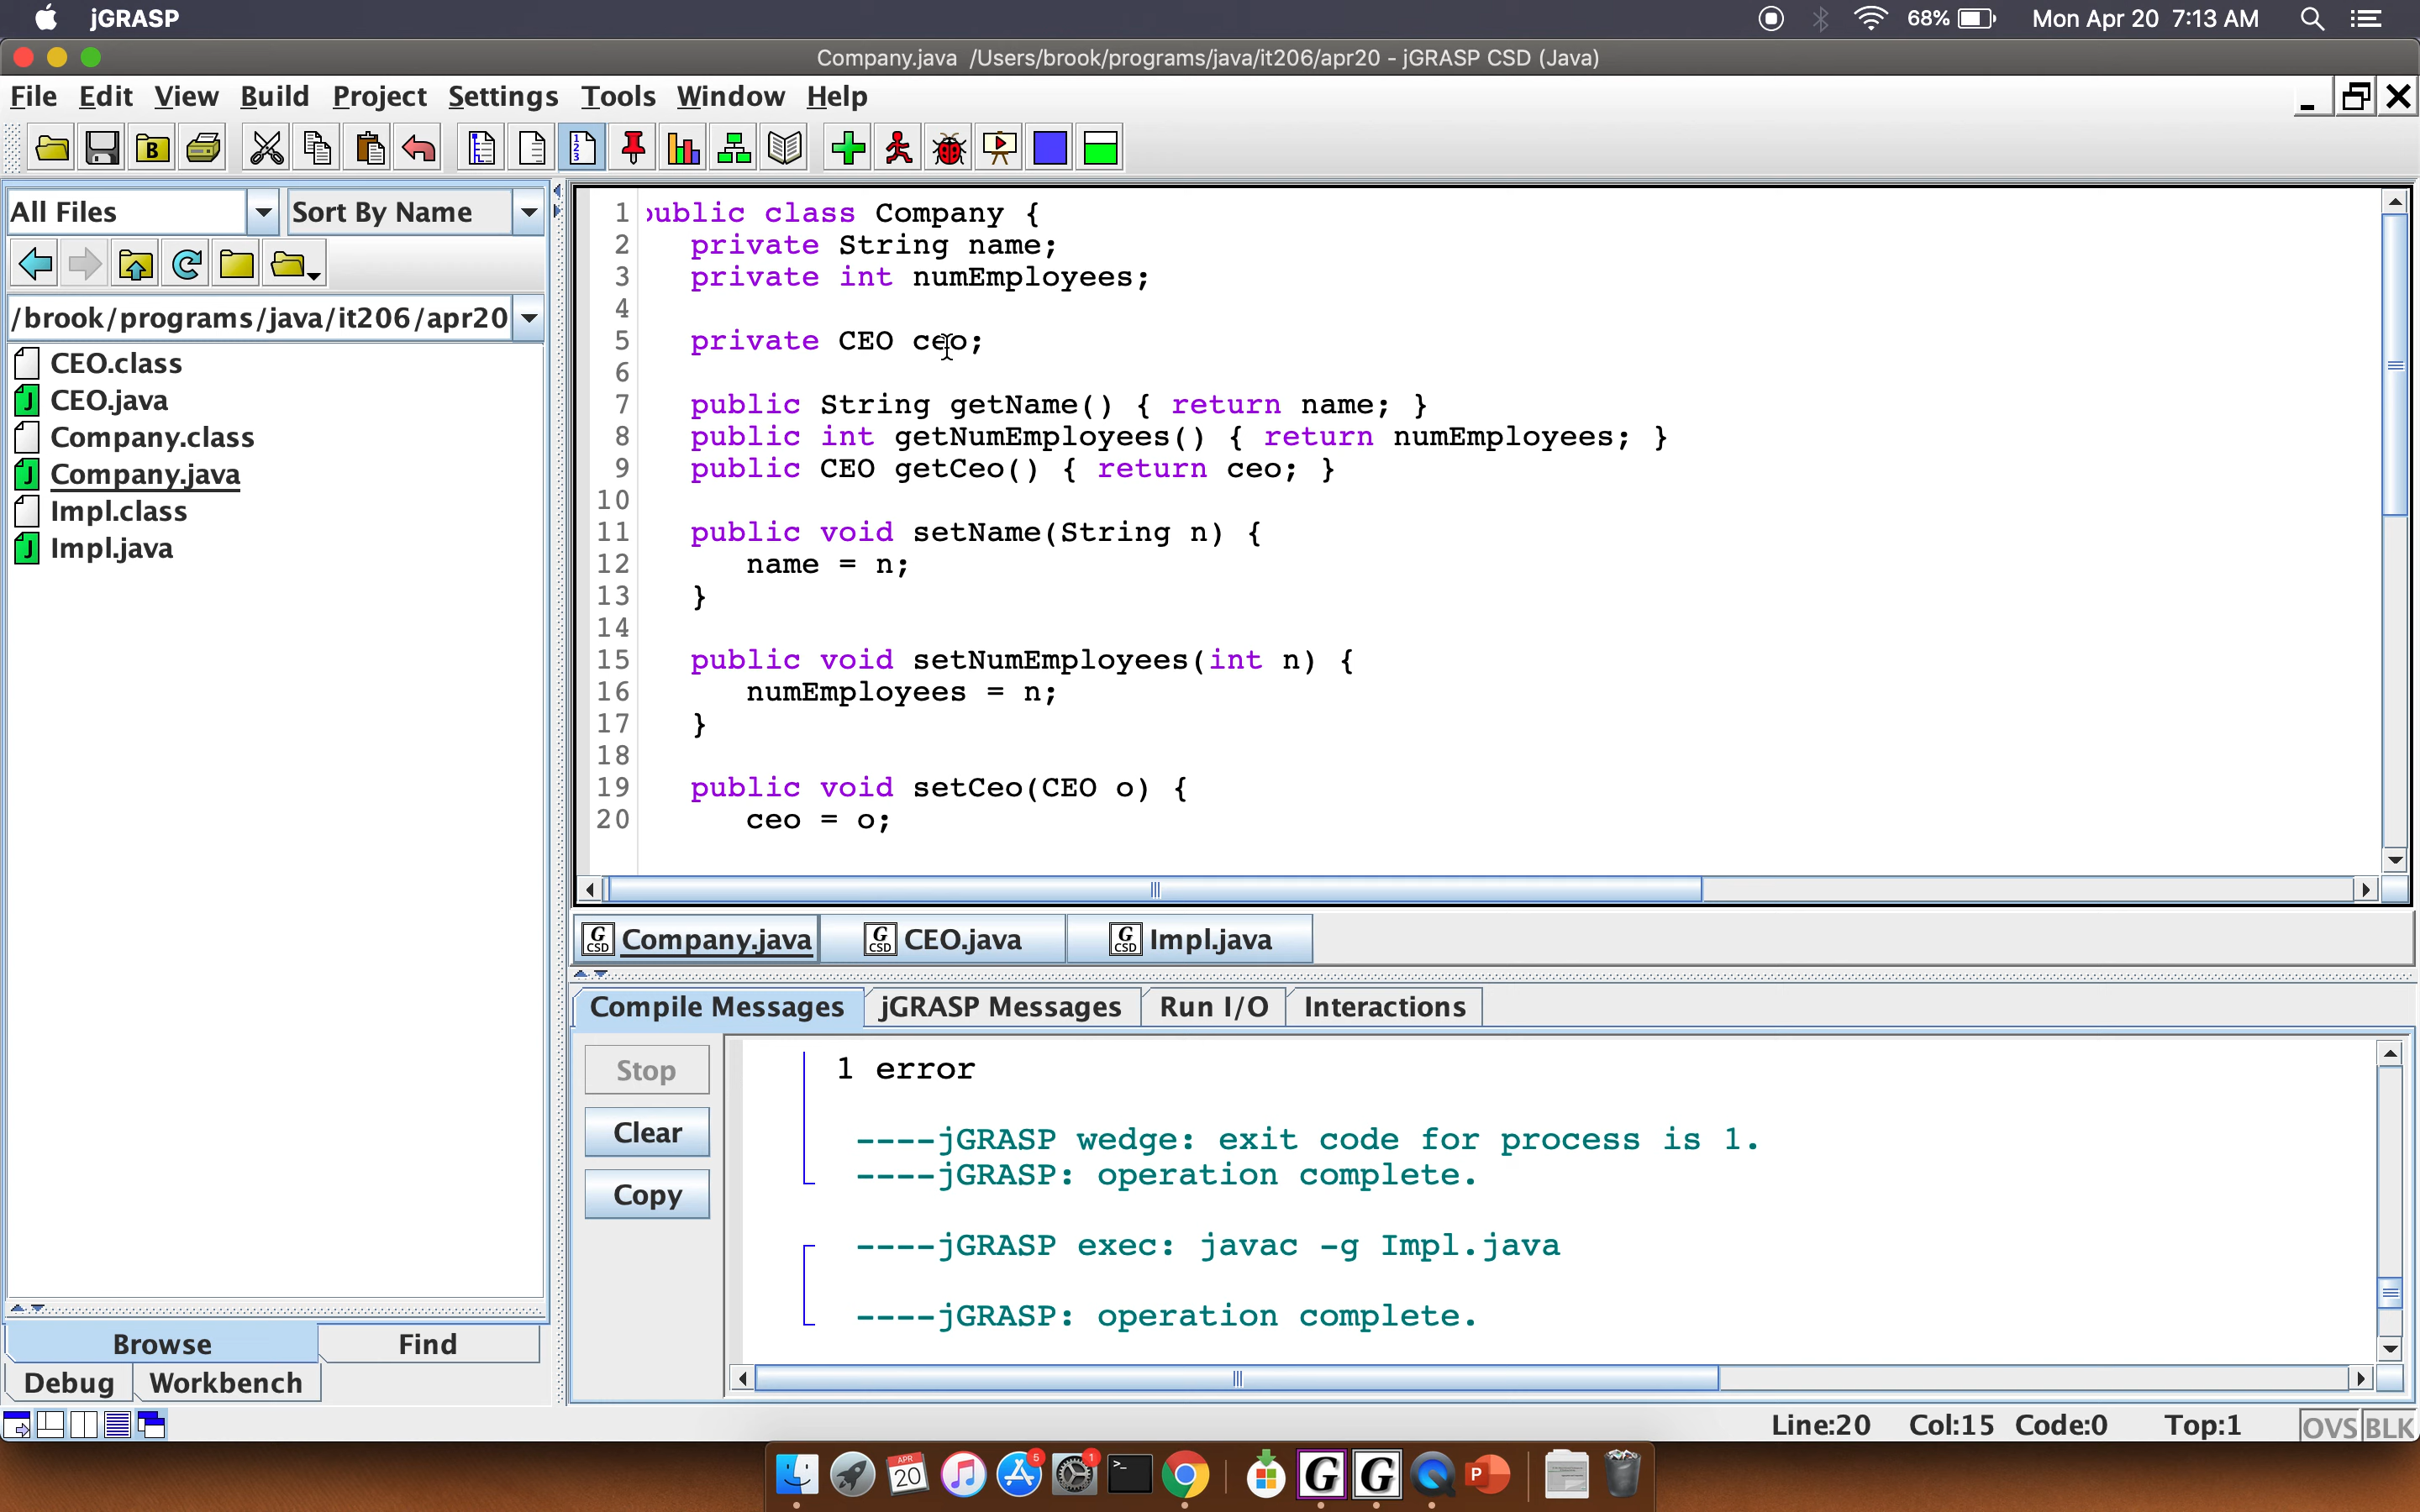 jGRASP
68%
Mon Apr 20 7:13 AM
Company.java /Users/brook/programs/java/it206/apr20 - jGRASP CSD (Java)
File Edit View Build Project Settings Tools Window Help
All Files
Sort By Name
/brook/programs/java/it206/apr20
CEO.class
CEO.java
Company.class
Company.java
Impl.class
Impl.java
1 public class Company {
2 private String name;
3 private int numEmployees;
4
5 private CEO ceo;
6
7 public String getName() { return name; }
8 public int getNumEmployees() { return numEmployees; }
9 public CEO getCeo() { return ceo; }
10
11 public void setName(String n) {
12 name = n;
13 }
14
15 public void setNumEmployees(int n) {
16 numEmployees = n;
17 }
18
19 public void setCeo(CEO o) {
20 ceo = o;
G CSD Company.java
G CSD CEO.java
G CSD Impl.java
Compile Messages
jGRASP Messages
Run I/O
Interactions
Stop
Clear
Copy
1 error
----jGRASP wedge: exit code for process is 1.
----jGRASP: operation complete.
----jGRASP exec: javac -g Impl.java
----jGRASP: operation complete.
Browse
Find
Debug
Workbench
Line:20 Col:15 Code:0 Top:1 OVS BLK
APR
20
5
1
G
G
P